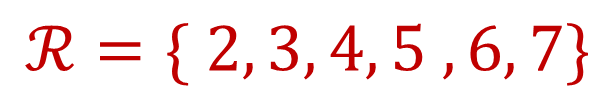 ℛ = { 2, 3, 4, 5 , 6, 7}